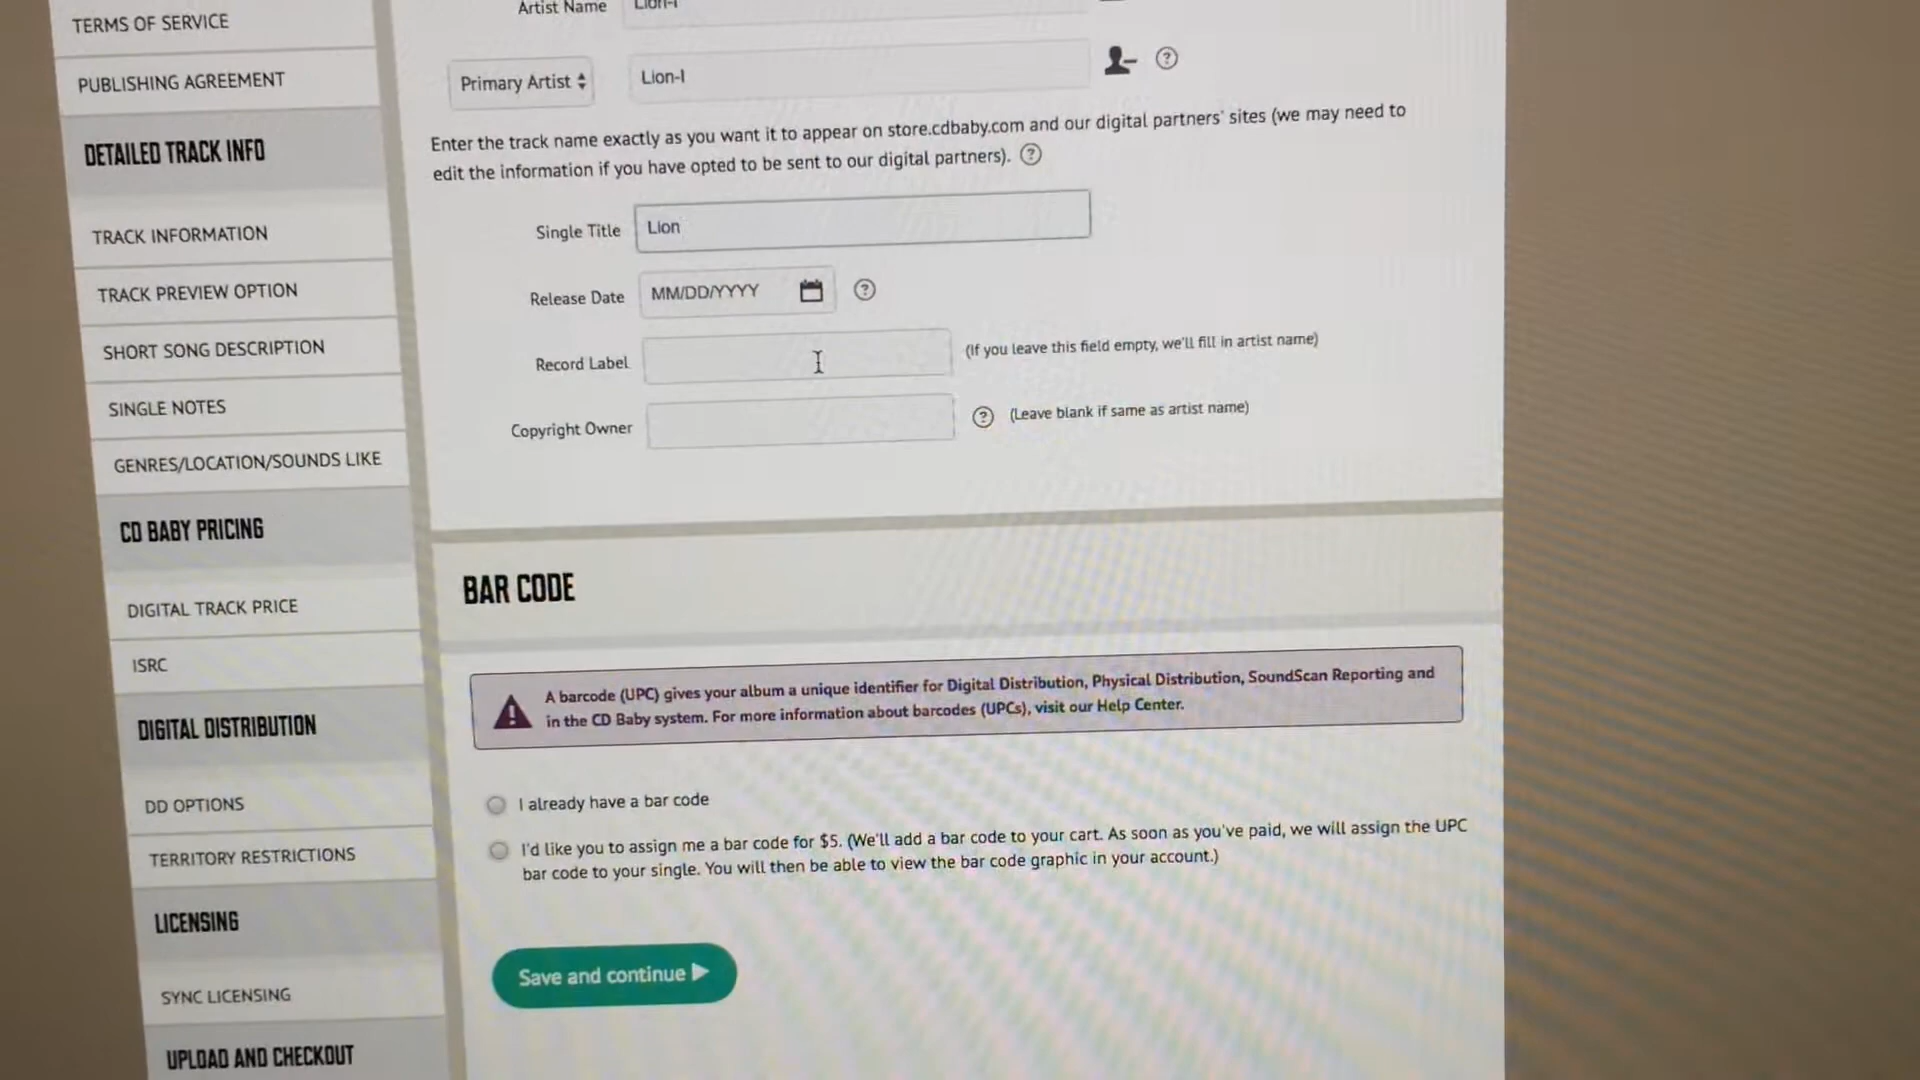 TERMS OF SERVICE
PUBLISHING AGREEMENT
DETAILED TRACK INFO
TRACK INFORMATION
TRACK PREVIEW OPTION
SHORT SONG DESCRIPTION
SINGLE NOTES
GENRES/LOCATION/SOUNDS LIKE
CD BABY PRICING
DIGITAL TRACK PRICE
ISRC
DIGITAL DISTRIBUTION
DD OPTIONS
TERRITORY RESTRICTIONS
LICENSING
SYNC LICENSING
UPLOAD AND CHECKOUT
Artist Name Lion-I
Primary Artist Lion-I
Enter the track name exactly as you want it to appear on store.cdbaby.com and our digital partners' sites (we may need to
edit the information if you have opted to be sent to our digital partners). ?
Single Title Lion
Release Date MM/DD/YYYY ?
Record Label (If you leave this field empty, we'll fill in artist name)
Copyright Owner ? (Leave blank if same as artist name)
BAR CODE
A barcode (UPC) gives your album a unique identifier for Digital Distribution, Physical Distribution, SoundScan Reporting and
in the CD Baby system. For more information about barcodes (UPCs), visit our Help Center.
I already have a bar code
I'd like you to assign me a bar code for $5. (We'll add a bar code to your cart. As soon as you've paid, we will assign the UPC
bar code to your single. You will then be able to view the bar code graphic in your account.)
Save and continue